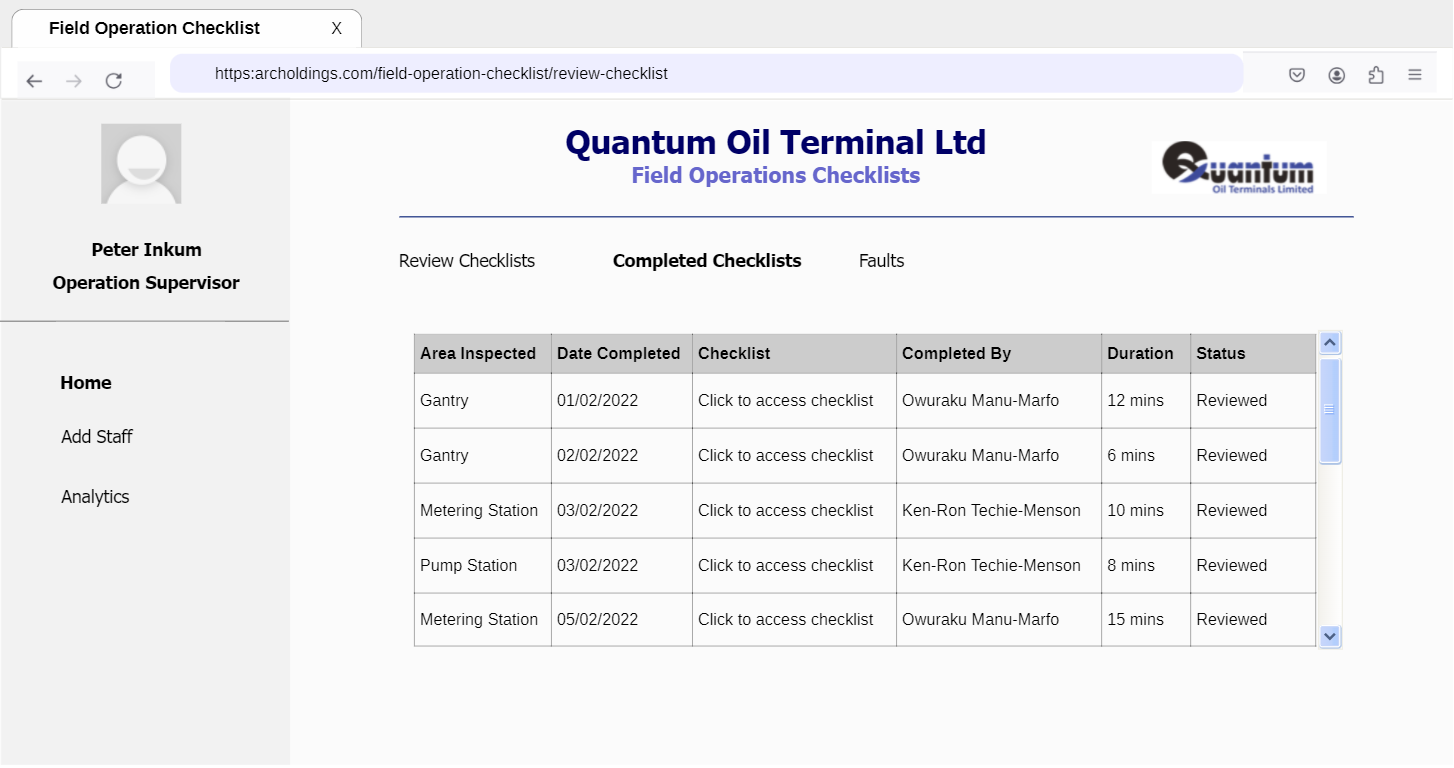 Field Operation Checklist X
https:archoldings.com/field-operation-checklist/review-checklist
Peter Inkum
Operation Supervisor
Home
Add Staff
Analytics
Quantum Oil Terminal Ltd
Field Operations Checklists
Quantum
Oil Terminals Limited
Review Checklists Completed Checklists Faults
Area Inspected Date Completed Checklist Completed By Duration Status
Gantry 01/02/2022 Click to access checklist Owuraku Manu-Marfo 12 mins Reviewed
Gantry 02/02/2022 Click to access checklist Owuraku Manu-Marfo 6 mins Reviewed
Metering Station 03/02/2022 Click to access checklist Ken-Ron Techie-Menson 10 mins Reviewed
Pump Station 03/02/2022 Click to access checklist Ken-Ron Techie-Menson 8 mins Reviewed
Metering Station 05/02/2022 Click to access checklist Owuraku Manu-Marfo 15 mins Reviewed